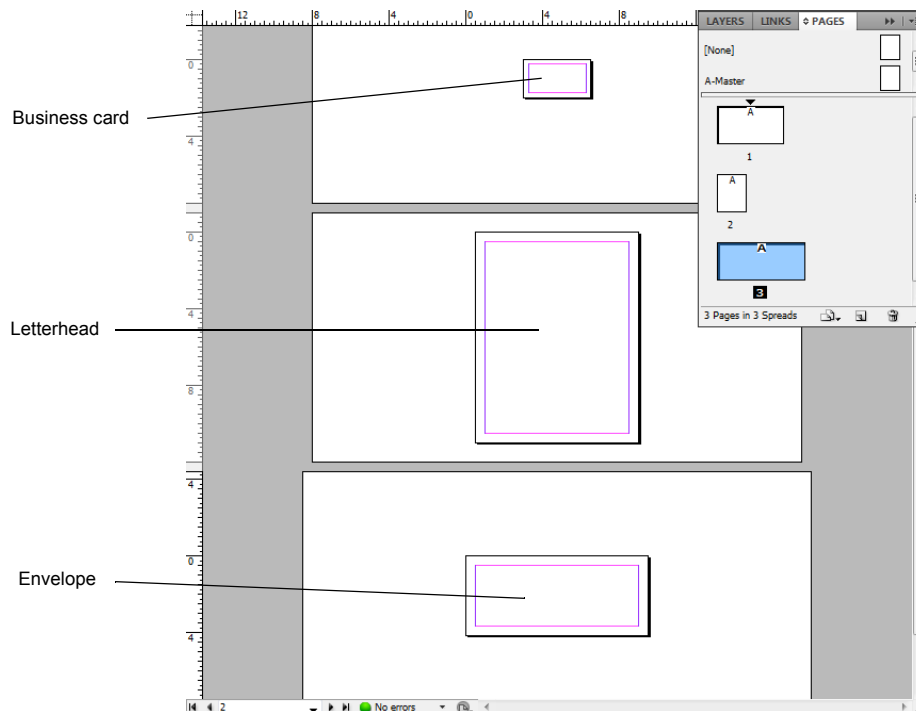 12 8 4 0 4 8
LAYERS LINKS PAGES
[None]
A-Master
0
4
Business card
A
1
A
2
A
3
3 Pages in 3 Spreads
0
4
8
Letterhead
4
0
4
Envelope
2 No errors